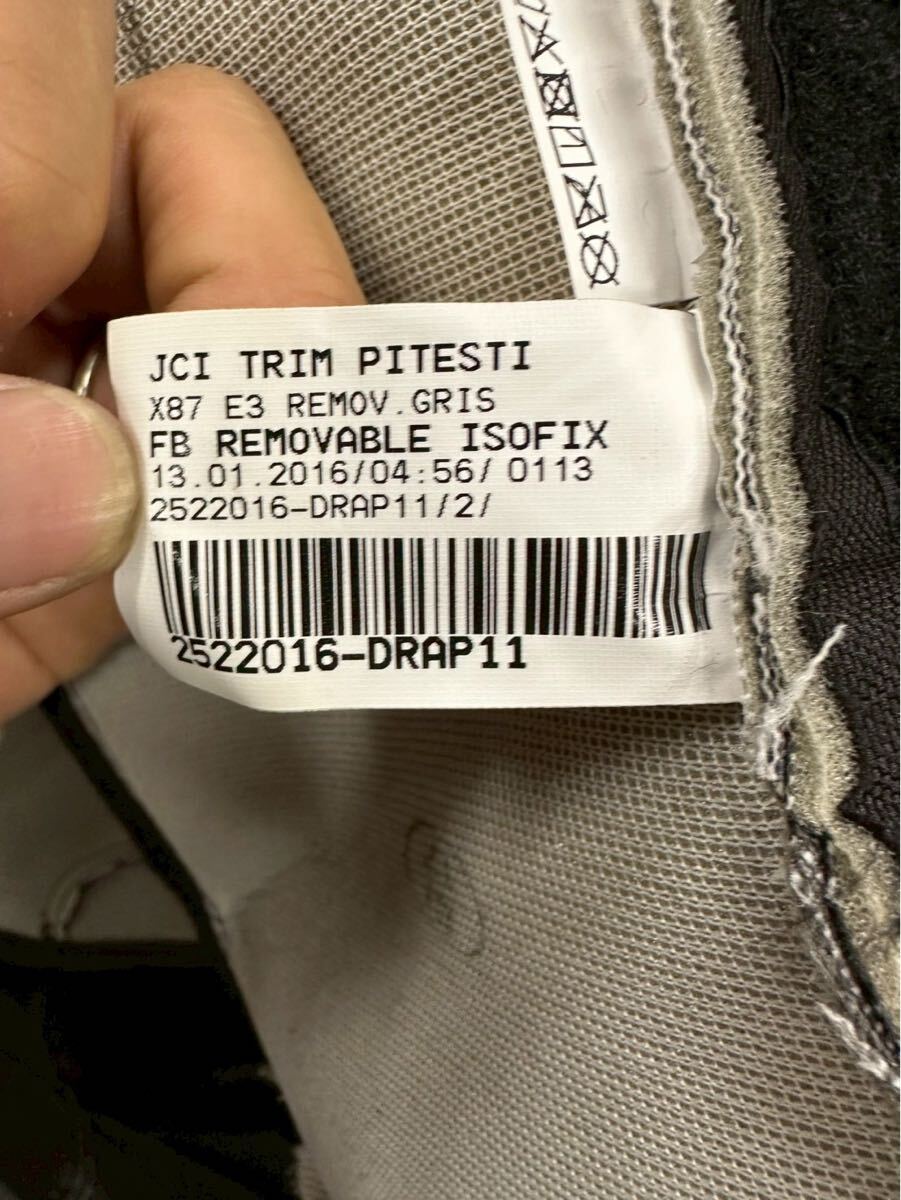 JCI TRIM PITESTI
X87 E3 REMOV.GRIS
FB REMOVABLE ISOFIX
13.01.2016/04:56/ 0113
2522016-DRAP11/2/
2522016-DRAP11